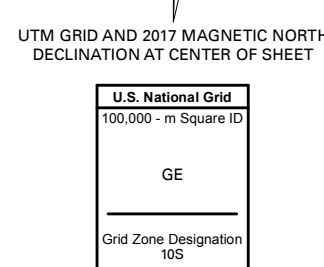 UTM GRID AND 2017 MAGNETIC NORTH
DECLINATION AT CENTER OF SHEET
U.S. National Grid
100,000 - m Square ID
GE
Grid Zone Designation
10S